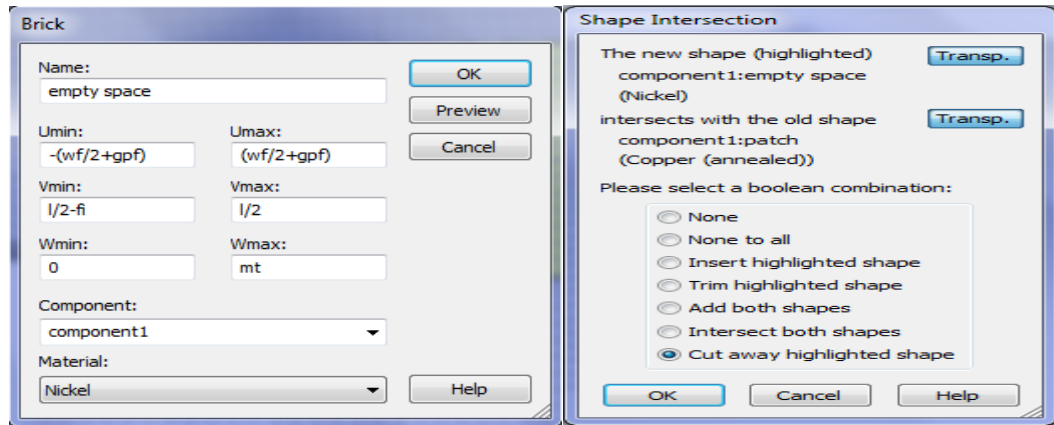 Brick
Name:
empty space
OK
Preview
Umin:
Umax:
-(wf/2+gpf)
(wf/2+gpf)
Cancel
Vmin:
Vmax:
l/2-fi
l/2
Wmin:
Wmax:
0
mt
Component:
component1
Material:
Nickel
Help
Shape Intersection
The new shape (highlighted)
Transp.
component1:empty space
(Nickel)
intersects with the old shape
Transp.
component1:patch
(Copper (annealed))
Please select a boolean combination:
None
None to all
Insert highlighted shape
Trim highlighted shape
Add both shapes
Intersect both shapes
Cut away highlighted shape
OK
Cancel
Help